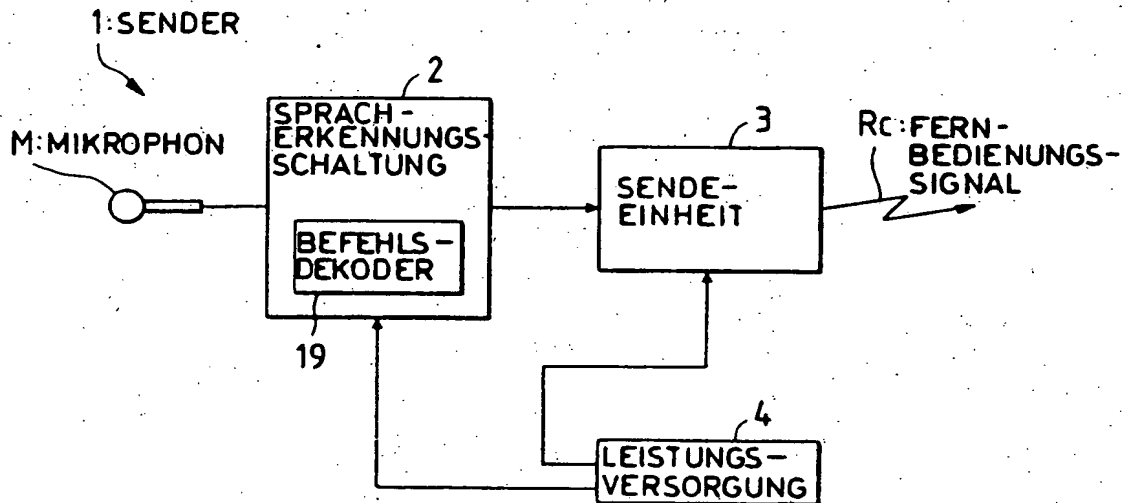 1:SENDER
M:MIKROPHON
2
SPRACH-
ERKENNUNGS-
SCHALTUNG
BEFEHLS-
DEKODER
19
3
SENDE-
EINHEIT
RC:FERN-
BEDIENUNGS-
SIGNAL
4
LEISTUNGS-
VERSORGUNG